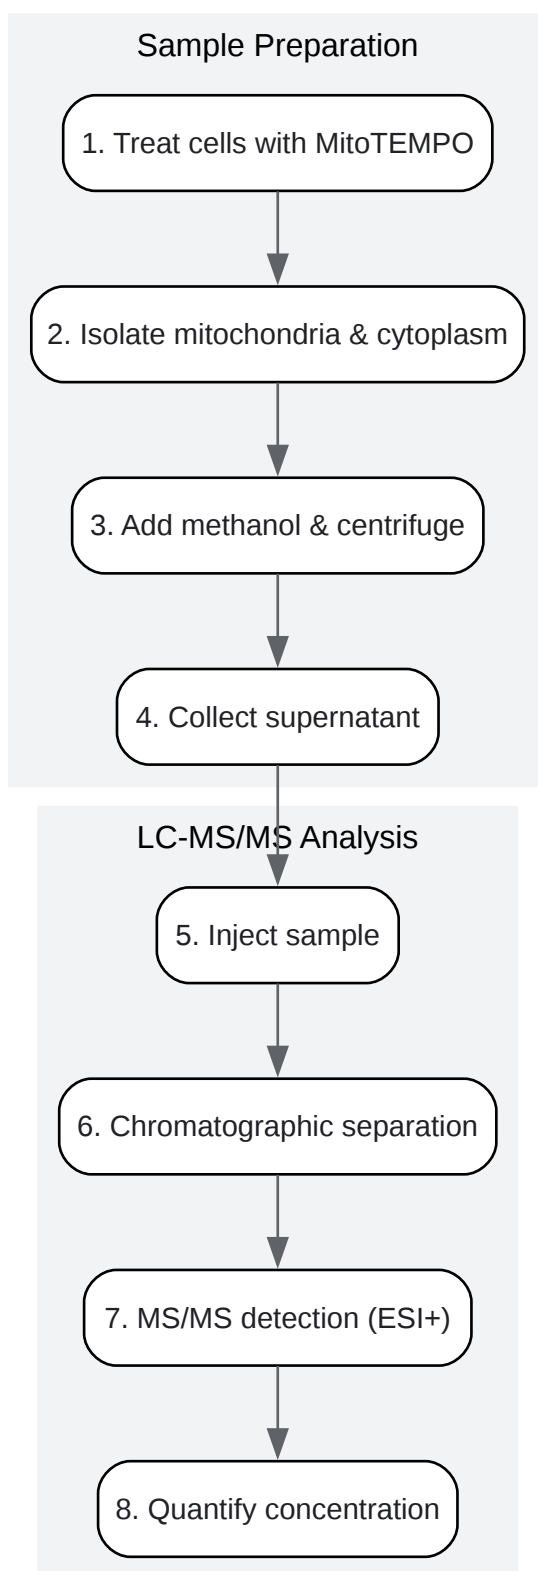 Sample Preparation
1. Treat cells with MitoTEMPO
2. Isolate mitochondria & cytoplasm
3. Add methanol & centrifuge
4. Collect supernatant
LC-MS/MS Analysis
5. Inject sample
6. Chromatographic separation
7. MS/MS detection (ESI+)
8. Quantify concentration